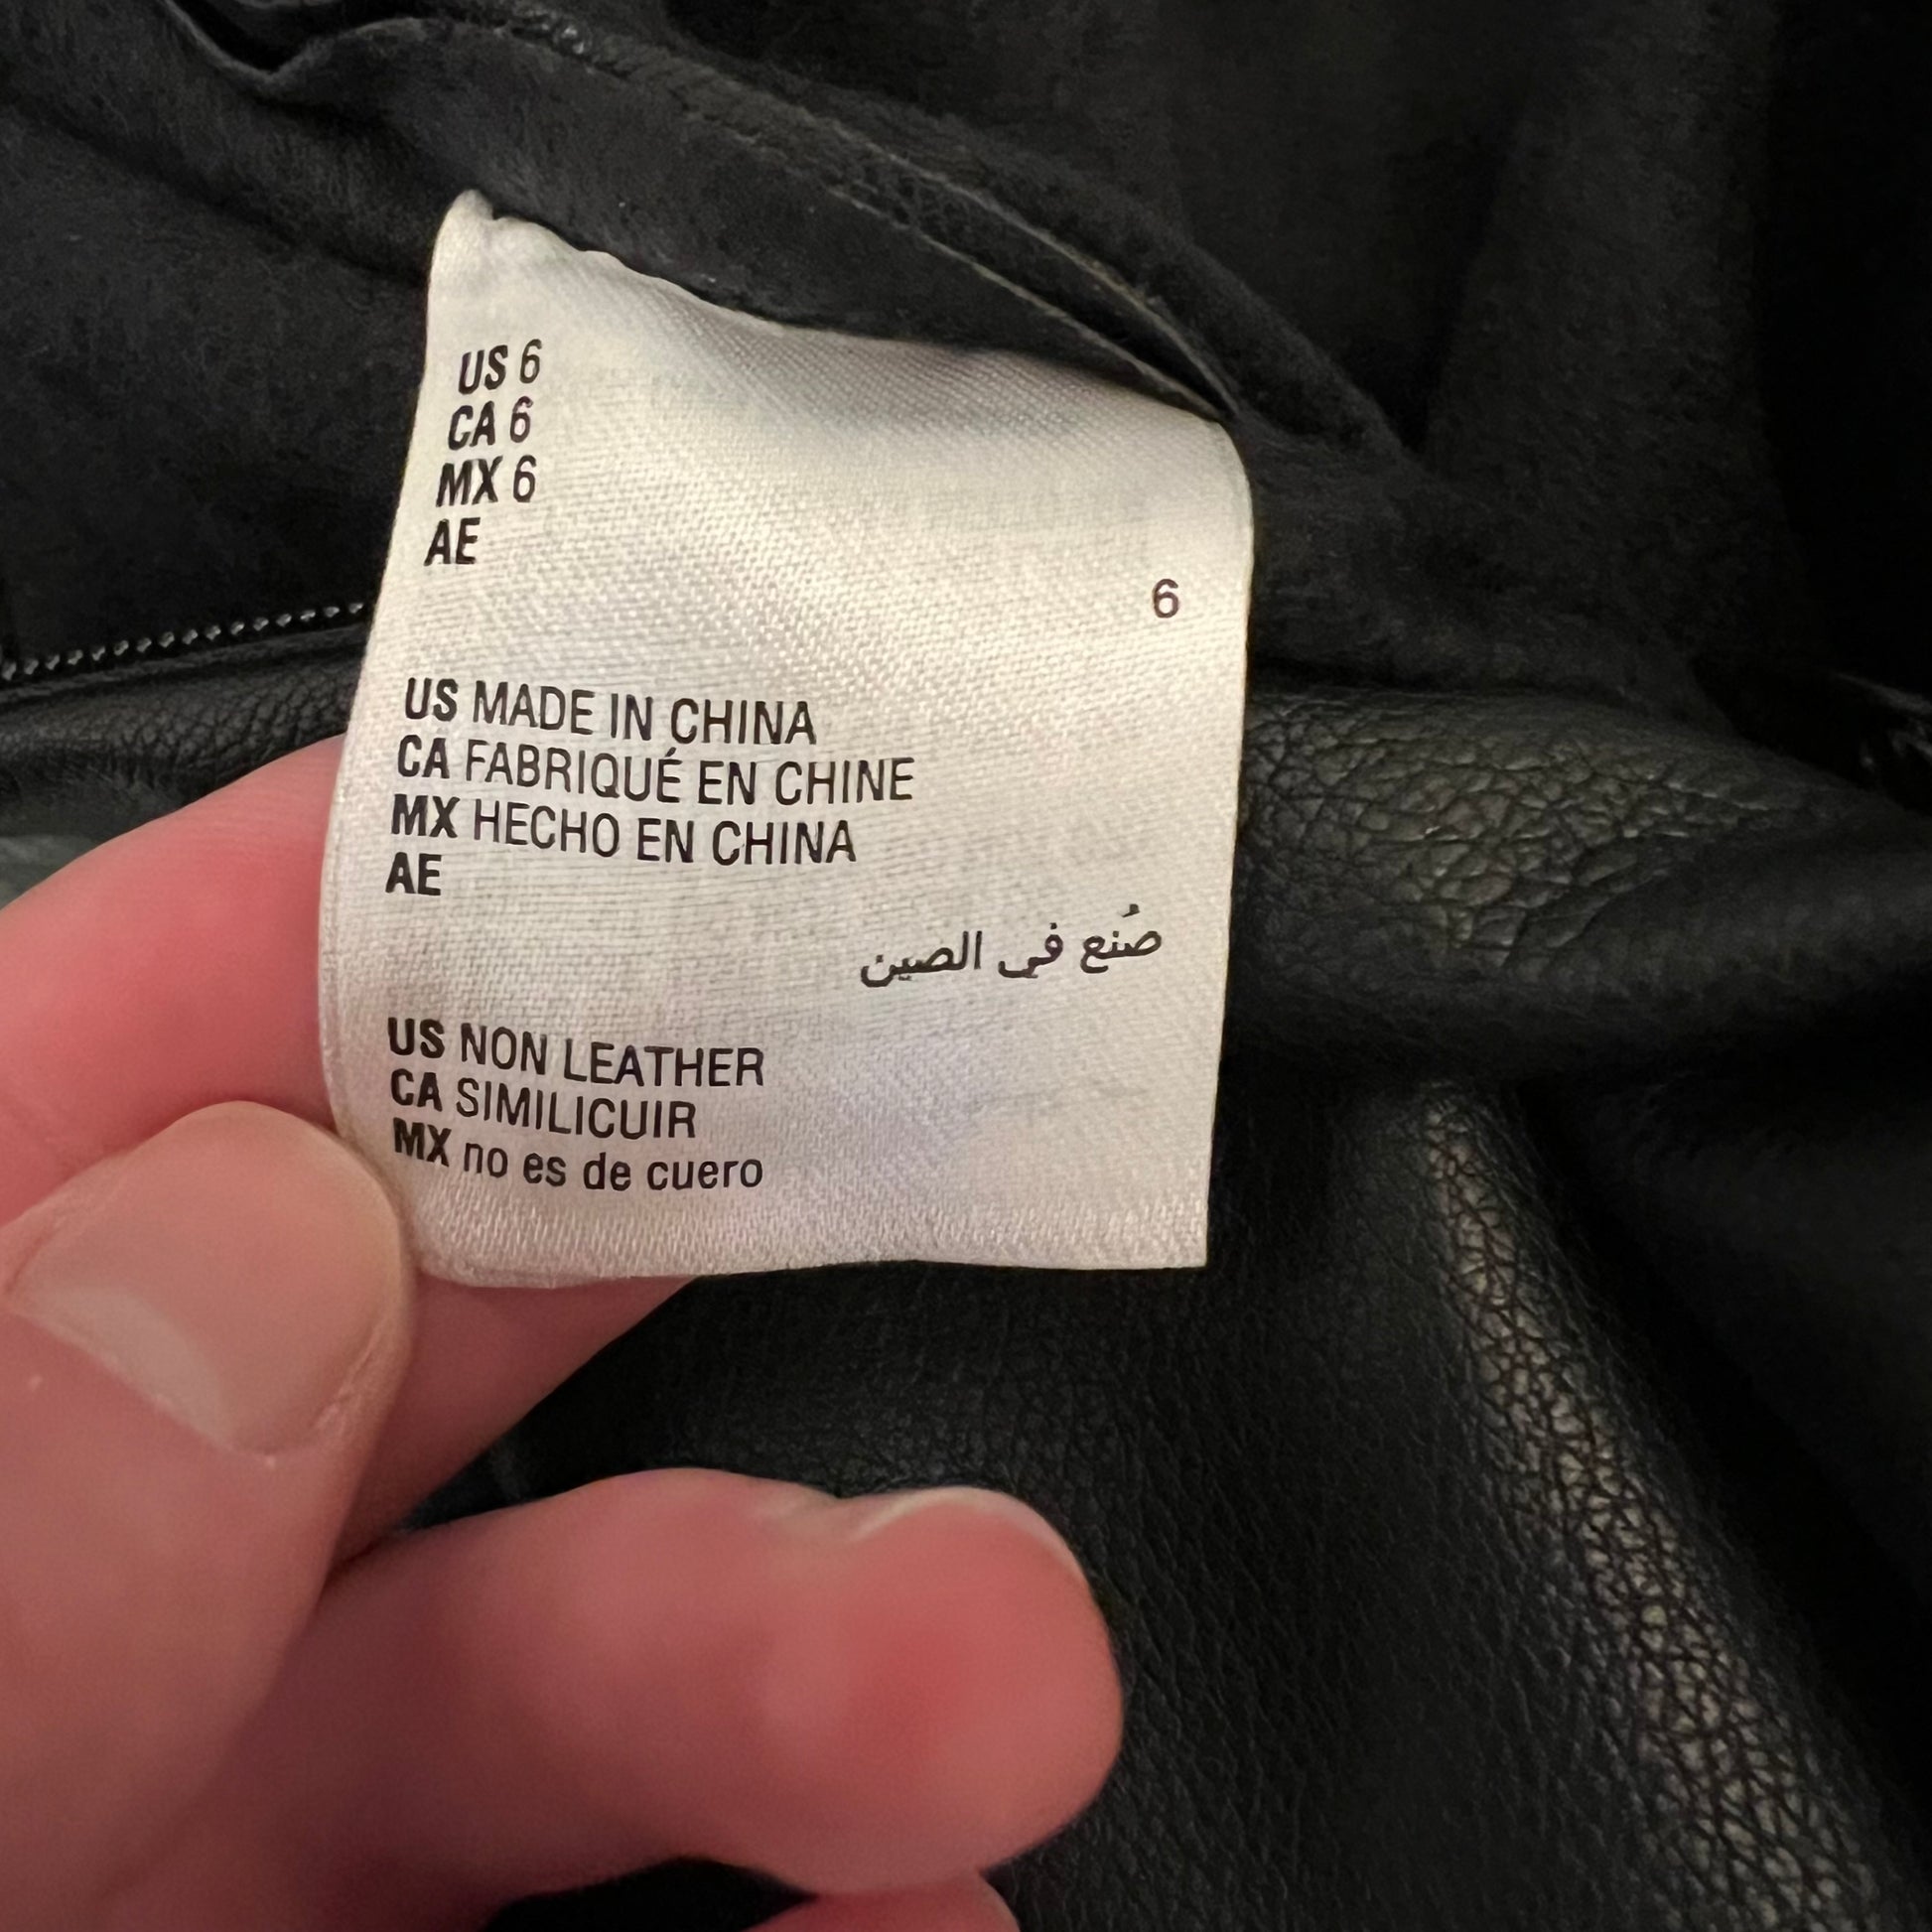 US 6
CA 6
MX 6
AE
6
US MADE IN CHINA
CA FABRIQUÉ EN CHINE
MX HECHO EN CHINA
AE
صُنع في الصين
US NON LEATHER
CA SIMILICUIR
MX no es de cuero